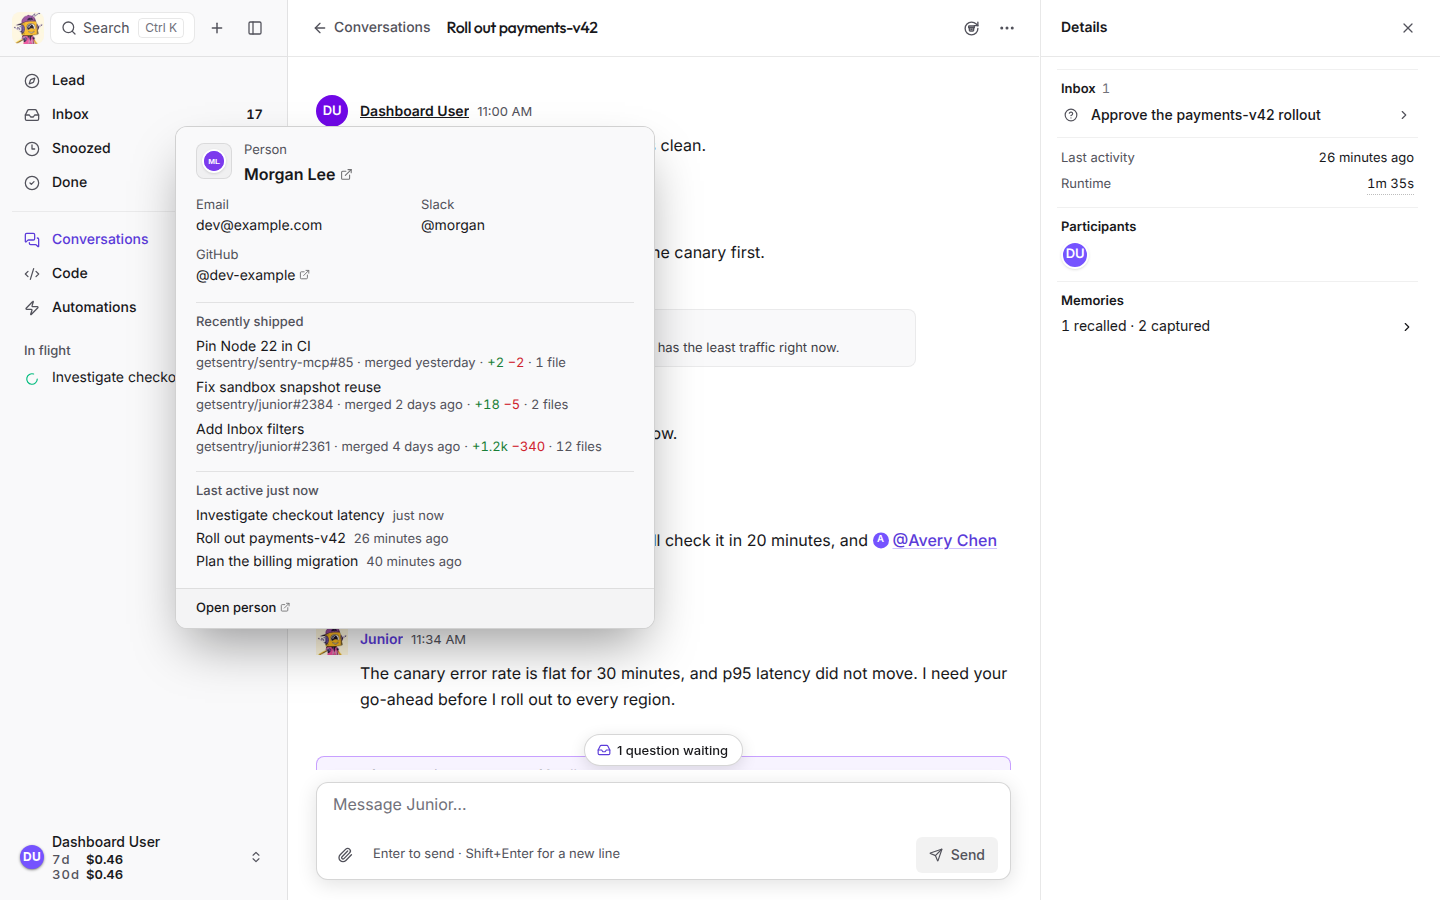 Search Ctrl K
Lead
Inbox 17
Snoozed
Done
Conversations
Code
Automations
In flight
Investigate checko
Dashboard User
DU
7d $0.46
30d $0.46
Conversations Roll out payments-v42
DU Dashboard User 11:00 AM
clean.
he canary first.
has the least traffic right now.
ow.
ll check it in 20 minutes, and A @Avery Chen
ML
Person
Morgan Lee
Email
dev@example.com
Slack
@morgan
GitHub
@dev-example
Recently shipped
Pin Node 22 in CI
getsentry/sentry-mcp#85 · merged yesterday · +2 −2 · 1 file
Fix sandbox snapshot reuse
getsentry/junior#2384 · merged 2 days ago · +18 −5 · 2 files
Add Inbox filters
getsentry/junior#2361 · merged 4 days ago · +1.2k −340 · 12 files
Last active just now
Investigate checkout latency just now
Roll out payments-v42 26 minutes ago
Plan the billing migration 40 minutes ago
Open person
Junior 11:34 AM
The canary error rate is flat for 30 minutes, and p95 latency did not move. I need your
go-ahead before I roll out to every region.
1 question waiting
Message Junior...
Enter to send · Shift+Enter for a new line
Send
Details
Inbox 1
Approve the payments-v42 rollout
Last activity 26 minutes ago
Runtime 1m 35s
Participants
DU
Memories
1 recalled · 2 captured